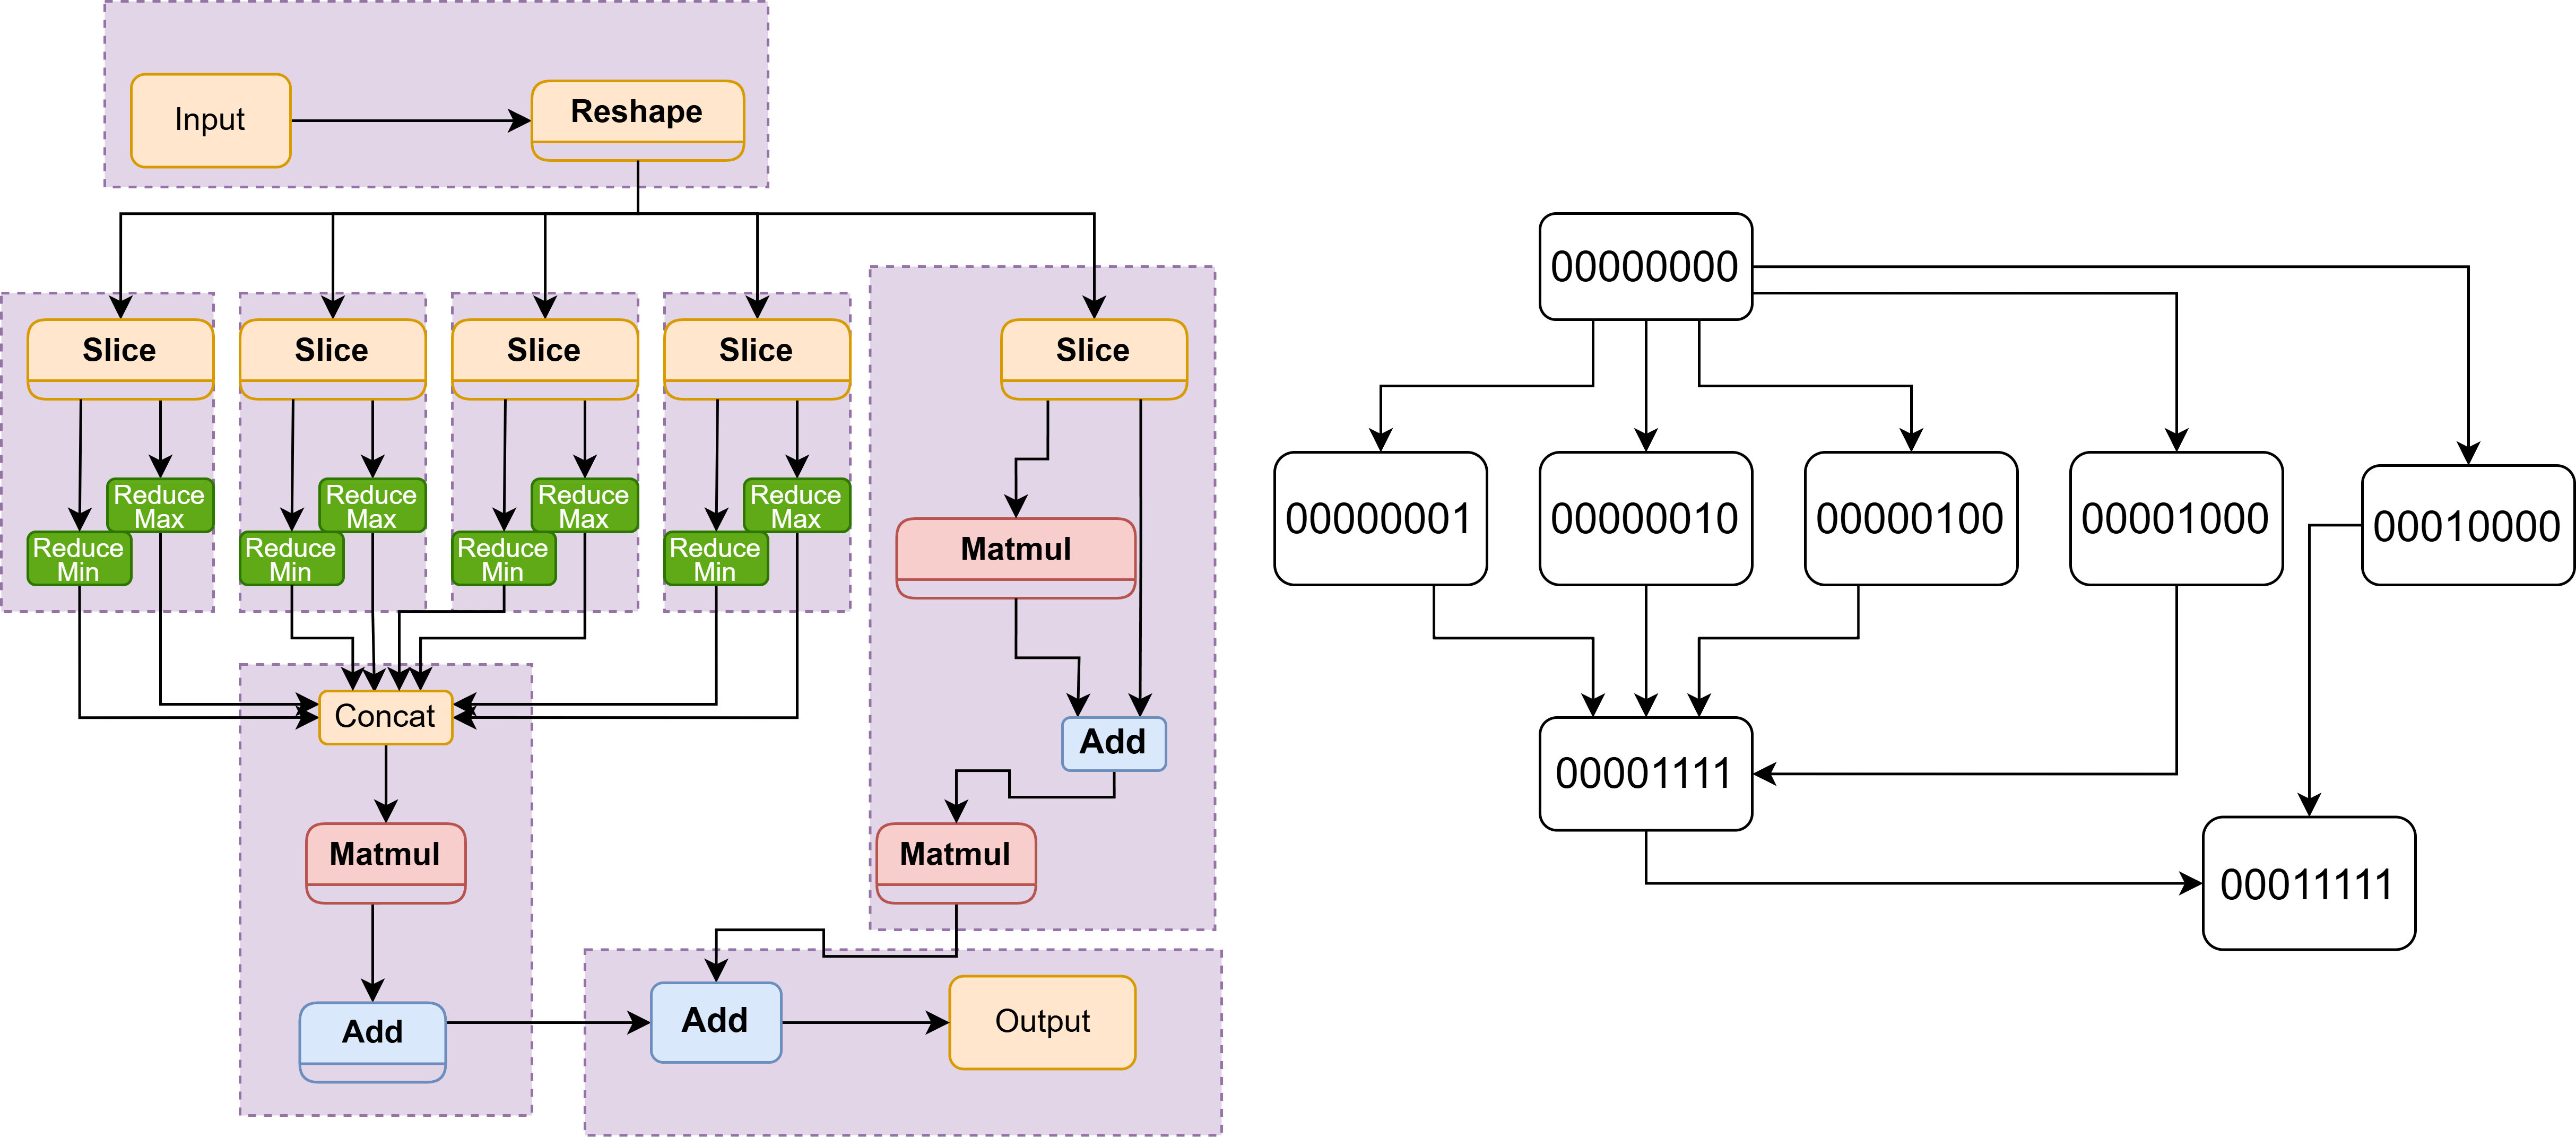 Input
Reshape
Slice
Slice
Slice
Slice
Slice
Reduce
Max
Reduce
Min
Reduce
Max
Reduce
Min
Reduce
Max
Reduce
Min
Reduce
Max
Reduce
Min
Matmul
Concat
Add
Matmul
Matmul
Add
Add
Output
00000000
00000001
00000010
00000100
00001000
00010000
00001111
00011111